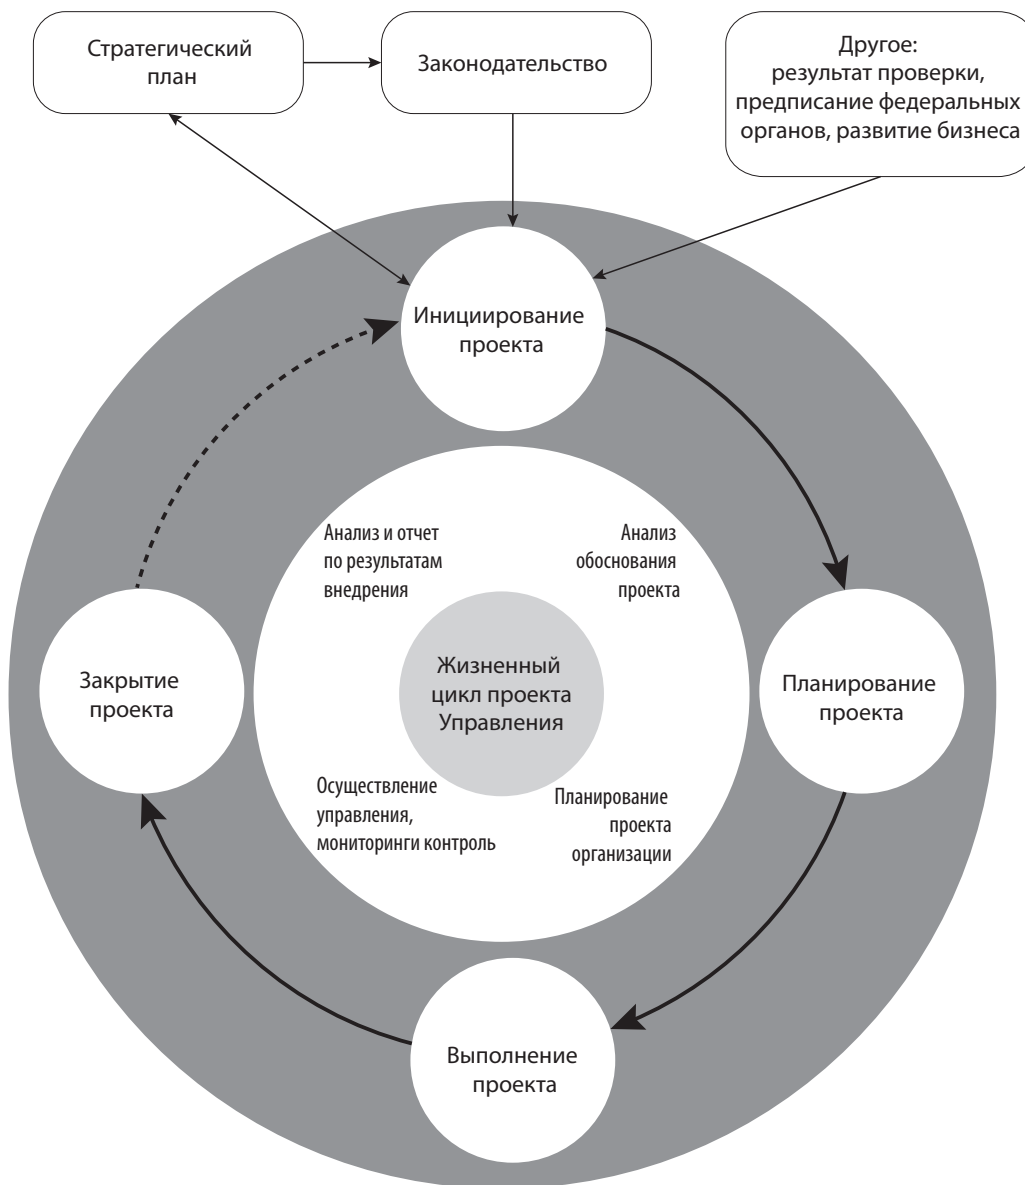 Стратегический
план
Законодательство
Другое:
результат проверки,
предписание федеральных
органов, развитие бизнеса
Инициирование
проекта
Анализ и отчет
по результатам
внедрения
Анализ
обоснования
проекта
Закрытие
проекта
Жизненный
цикл проекта
Управления
Планирование
проекта
Осуществление
управления,
мониторинги контроль
Планирование
проекта
организации
Выполнение
проекта